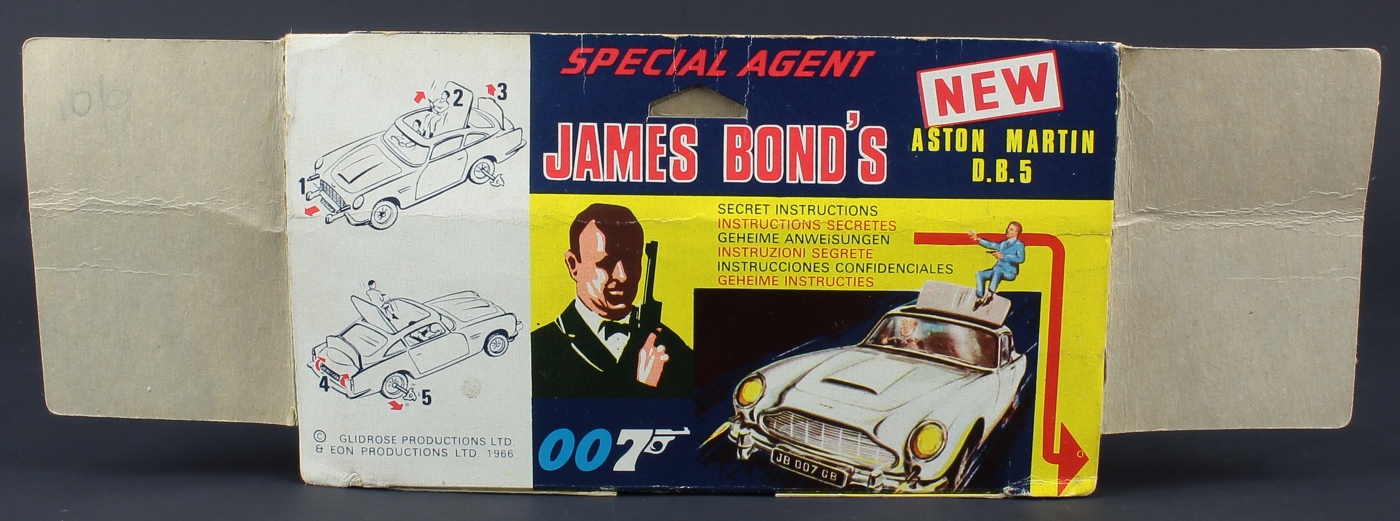 SPECIAL AGENT
JAMES BOND'S
NEW
ASTON MARTIN
D.B.5
SECRET INSTRUCTIONS
INSTRUCTIONS SECRETES
GEHEIME ANWEiSUNGEN
INSTRUZIONI SEGRETE
INSTRUCCIONES CONFIDENCIALES
GEHEIME INSTRUCTIES
1
2
3
4
5
© GLIDROSE PRODUCTIONS LTD.
& EON PRODUCTIONS LTD. 1966
007
JB 007 GB